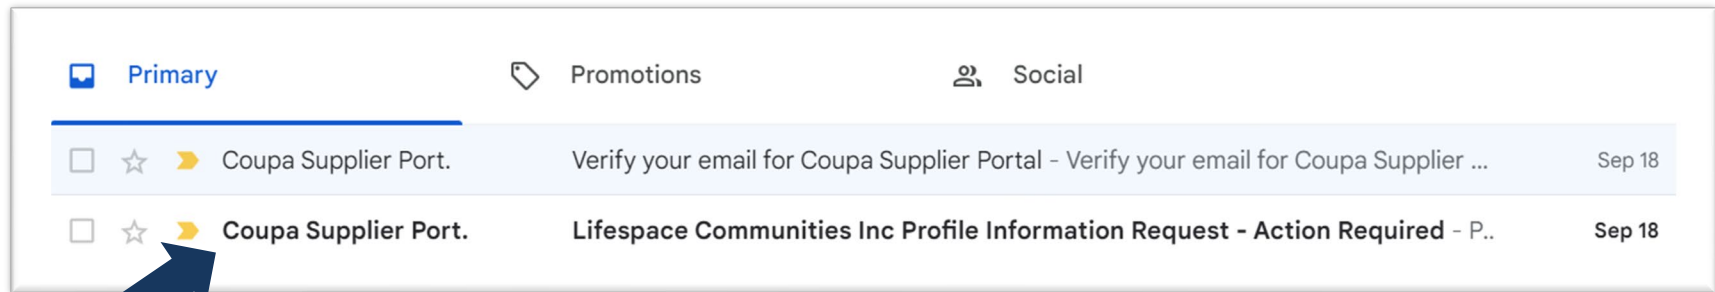 Primary Promotions Social
Coupa Supplier Port. Verify your email for Coupa Supplier Portal - Verify your email for Coupa Supplier ... Sep 18
Coupa Supplier Port. Lifespace Communities Inc Profile Information Request - Action Required - P.. Sep 18